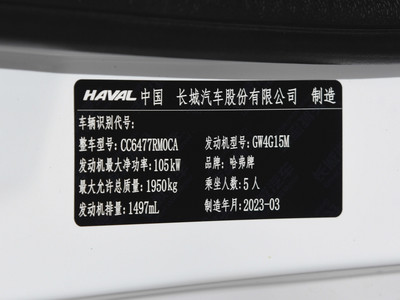 HAVAL 中国 长城汽车股份有限公司 制造
车辆识别代号:
整车型号: CC6477RM0CA 发动机型号: GW4G15M
发动机最大净功率: 105kW 品牌: 哈弗牌
最大允许总质量: 1950kg 乘坐人数: 5人
发动机排量: 1497mL 制造年月: 2023-03